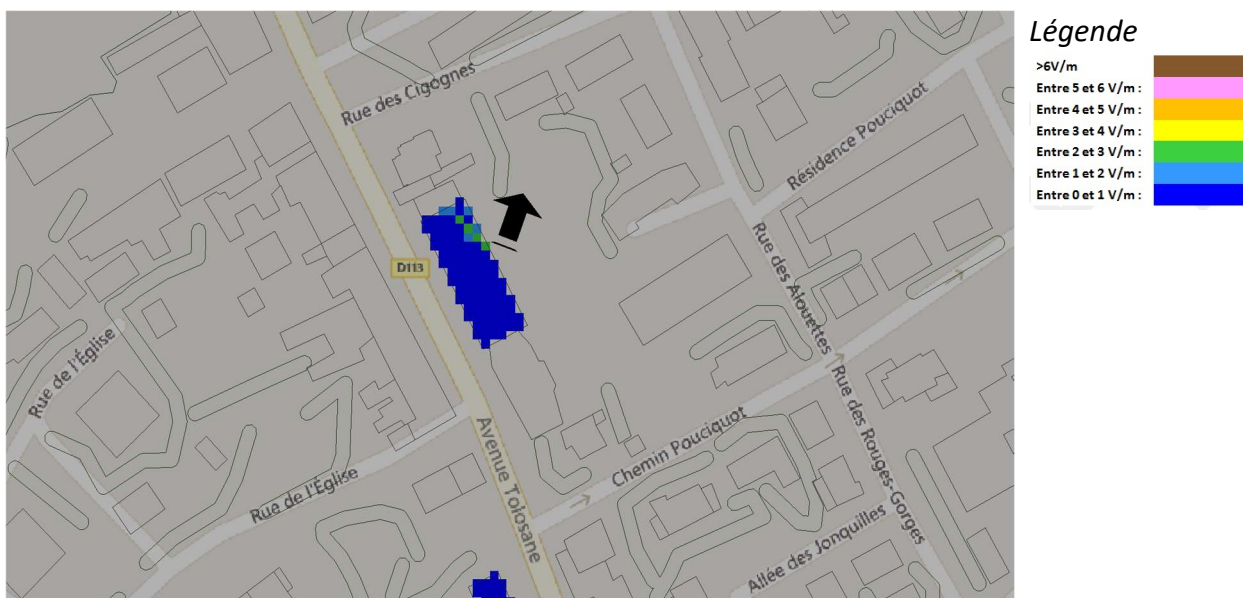 Légende
>6V/m
Entre 5 et 6 V/m :
Entre 4 et 5 V/m :
Entre 3 et 4 V/m :
Entre 2 et 3 V/m :
Entre 1 et 2 V/m :
Entre 0 et 1 V/m :
Rue des Cigognes
Résidence Pouciquot
D113
Rue des Alouettes
Rue de l'Église
Rue des Rouges-Gorges
Chemin Pouciquot
Avenue Tolosane
Rue de l'Église
Allée des Jonquilles